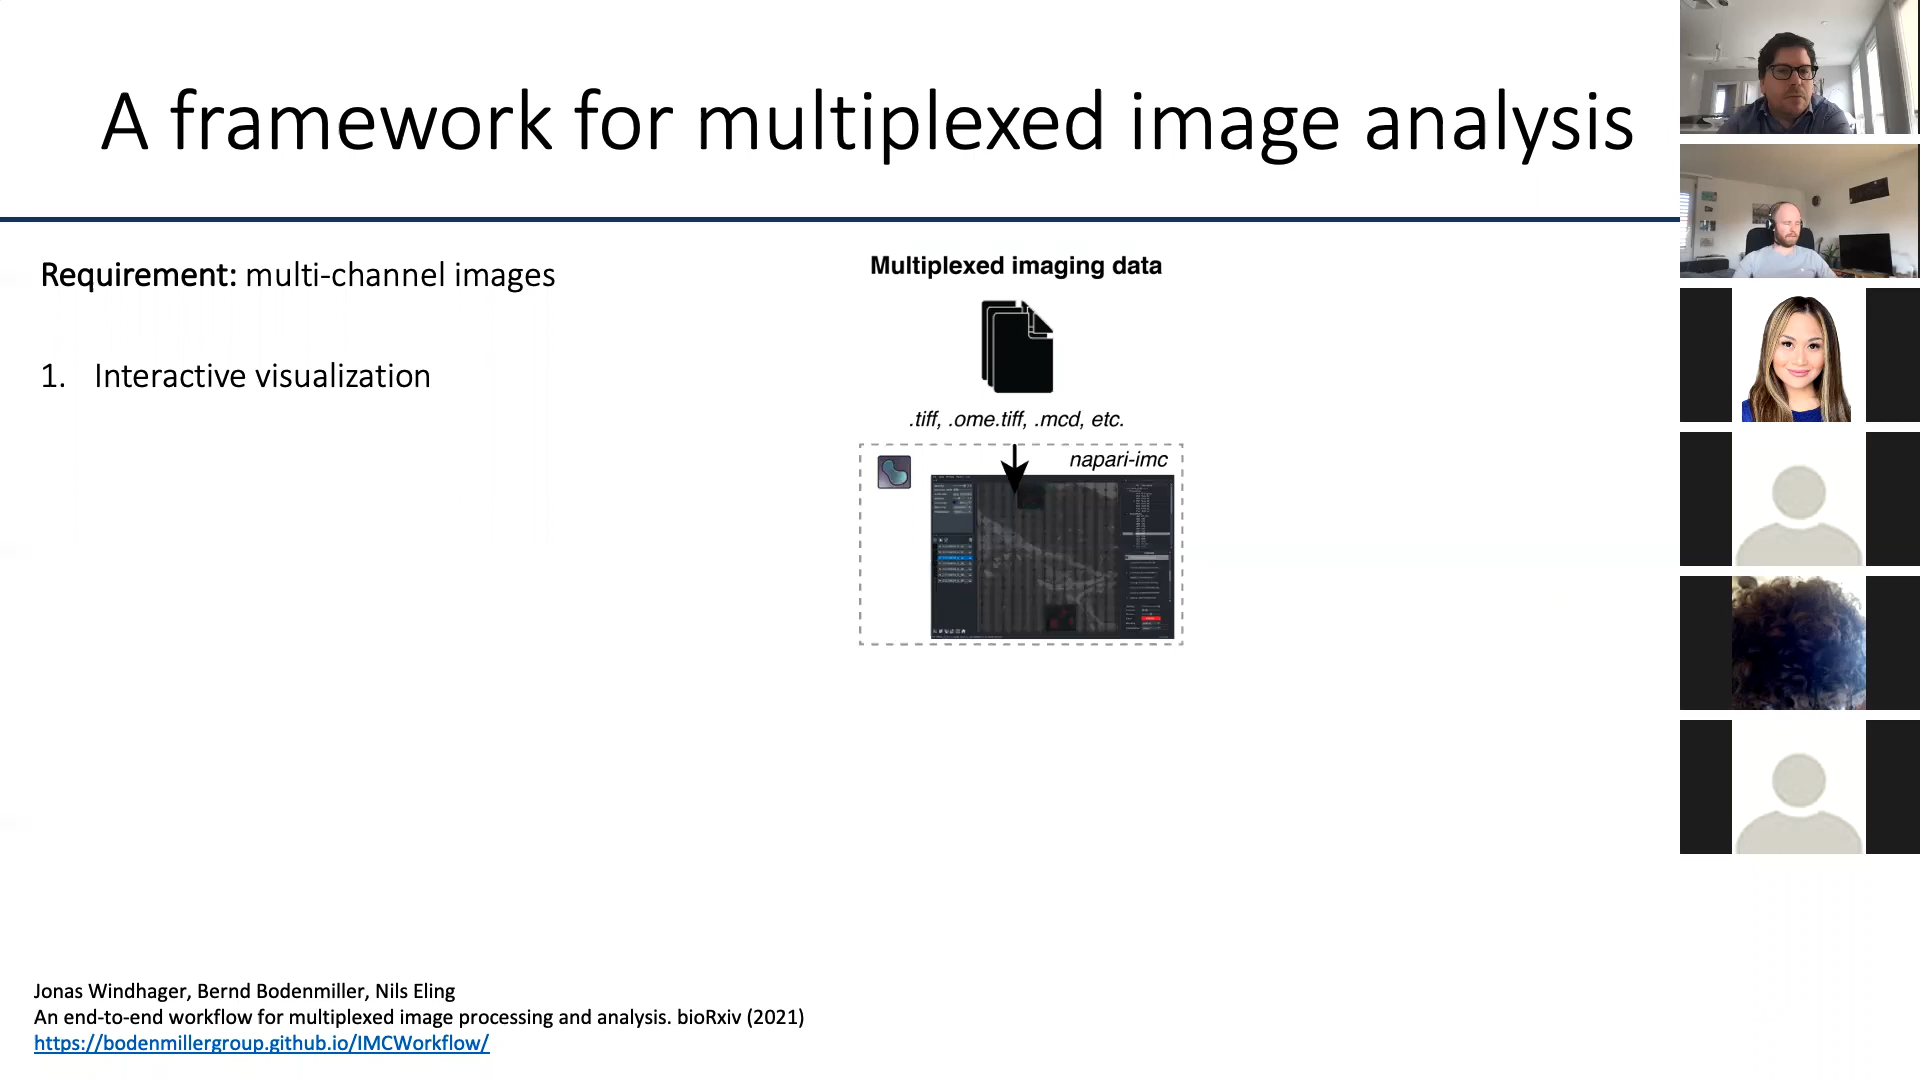 A framework for multiplexed image analysis
Requirement: multi-channel images
1. Interactive visualization
Multiplexed imaging data
.tiff, .ome.tiff, .mcd, etc.
napari-imc
Jonas Windhager, Bernd Bodenmiller, Nils Eling
An end-to-end workflow for multiplexed image processing and analysis. bioRxiv (2021)
https://bodenmillergroup.github.io/IMCWorkflow/